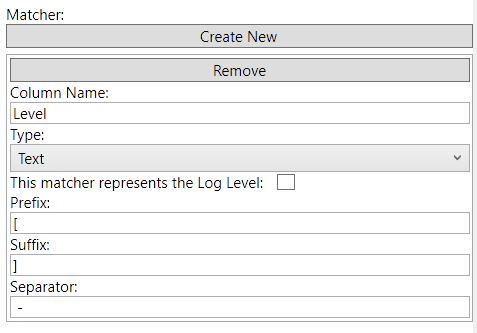 Matcher:
Create New
Remove
Column Name:
Level
Type:
Text
This matcher represents the Log Level:
Prefix:
[
Suffix:
]
Separator:
-